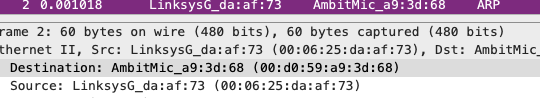 2 0.001018 LinksysG_da:af:73 AmbitMic_a9:3d:68 ARP
rame 2: 60 bytes on wire (480 bits), 60 bytes captured (480 bits)
thernet II, Src: LinksysG_da:af:73 (00:06:25:da:af:73), Dst: AmbitMic_
Destination: AmbitMic_a9:3d:68 (00:d0:59:a9:3d:68)
Source: LinksysG_da:af:73 (00:06:25:da:af:73)